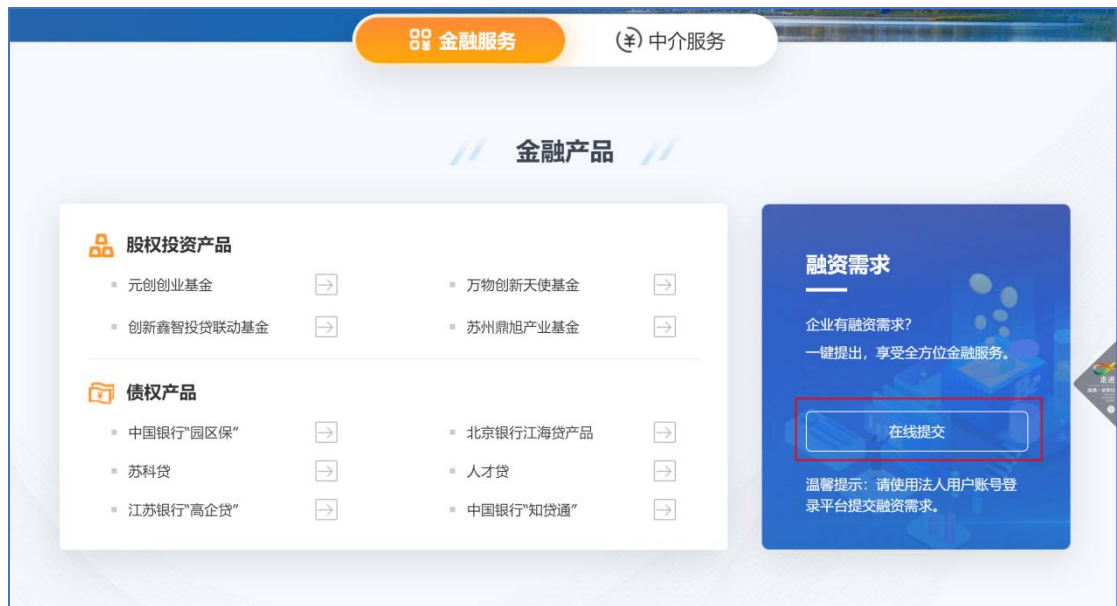 金融服务
中介服务
金融产品
股权投资产品
元创创业基金
万物创新天使基金
创新鑫智投贷联动基金
苏州鼎旭产业基金
债权产品
中国银行“园区保”
北京银行江海贷产品
苏科贷
人才贷
江苏银行“高企贷”
中国银行“知贷通”
融资需求
企业有融资需求?
一键提出，享受全方位金融服务。
在线提交
温馨提示：请使用法人用户账号登
录平台提交融资需求。
走进